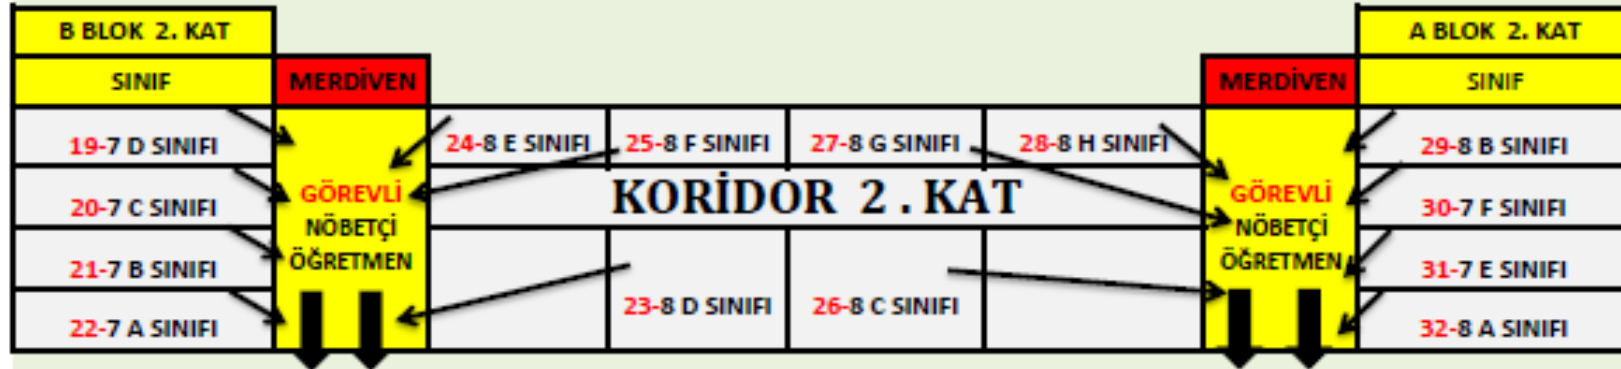 B BLOK 2. KAT
A BLOK 2. KAT
SINIF
MERDİVEN
MERDİVEN
SINIF
19-7 D SINIFI
24-8 E SINIFI
25-8 F SINIFI
27-8 G SINIFI
28-8 H SINIFI
29-8 B SINIFI
20-7 C SINIFI
GÖREVLİ
NÖBETÇİ
ÖĞRETMEN
KORİDOR 2 . KAT
GÖREVLİ
NÖBETÇİ
ÖĞRETMEN
30-7 F SINIFI
21-7 B SINIFI
31-7 E SINIFI
22-7 A SINIFI
23-8 D SINIFI
26-8 C SINIFI
32-8 A SINIFI